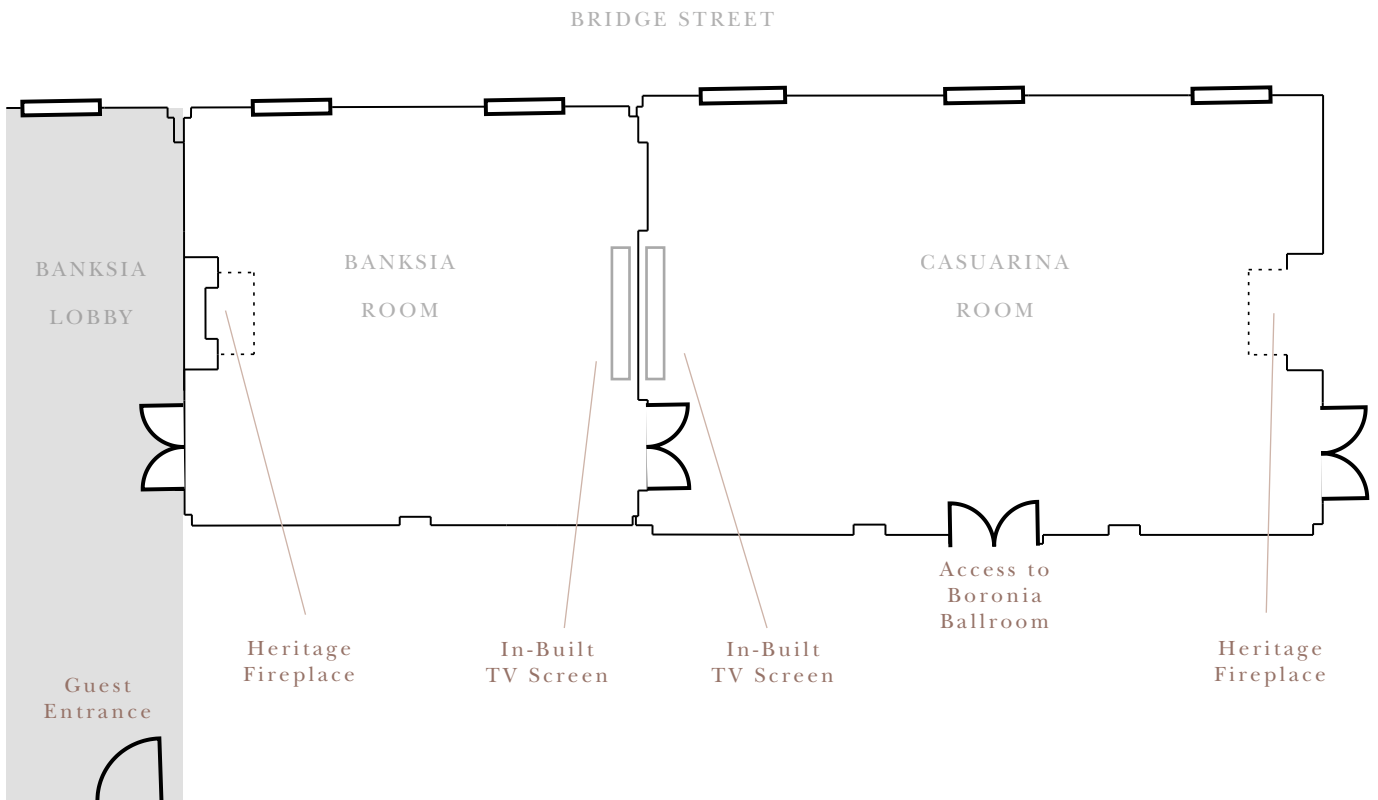 BRIDGE STREET
BANKSIA
LOBBY
BANKSIA
ROOM
CASUARINA
ROOM
Access to
Boronia
Ballroom
Heritage
Fireplace
In-Built
TV Screen
In-Built
TV Screen
Heritage
Fireplace
Guest
Entrance